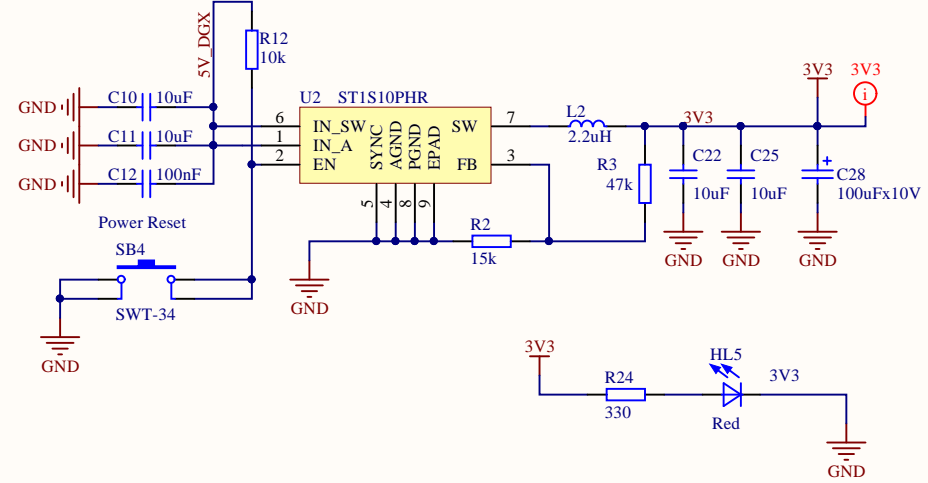 5V_DGX
R12
10k
C10 10uF
GND
C11 10uF
GND
C12 100nF
GND
U2 ST1S10PHR
6 IN_SW
1 IN_A
2 EN
SYNC
AGND
PGND
EPAD
SW 7
FB 3
5
4
8
9
L2
2.2uH
R3
47k
3V3
C22
10uF
GND
C25
10uF
GND
3V3
3V3
i
+
C28
100uFx10V
GND
R2
15k
GND
Power Reset
SB4
SWT-34
GND
3V3
R24
330
HL5
Red
3V3
GND